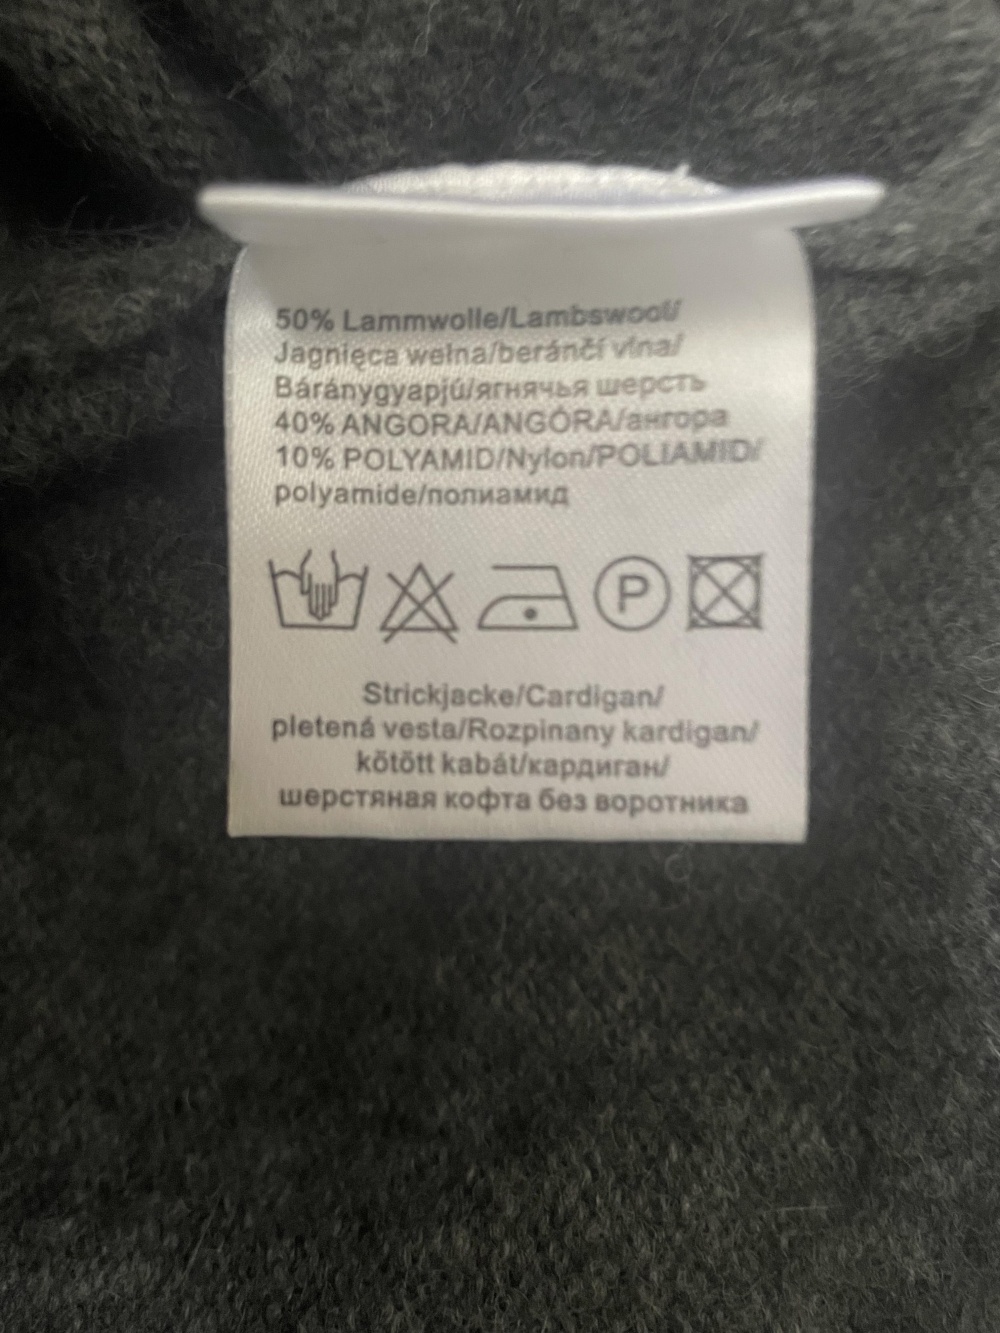 50% Lammwolle/Lambswool/
Jagnięca wełna/beránčí vlna/
Báránygyapjú/ягнячья шерсть
40% ANGORA/ANGÓRA/ангора
10% POLYAMID/Nylon/POLIAMID/
polyamide/полиамид
P
Strickjacke/Cardigan/
pletená vesta/Rozpinany kardigan/
kötött kabát/кардиган/
шерстяная кофта без воротника